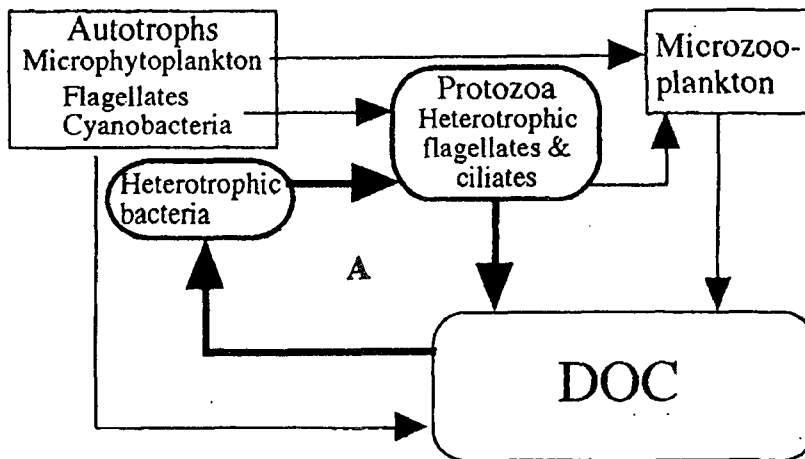 Autotrophs
Microphytoplankton
Flagellates
Cyanobacteria
Microzoo-
plankton
Protozoa
Heterotrophic
flagellates &
ciliates
Heterotrophic
bacteria
A
DOC